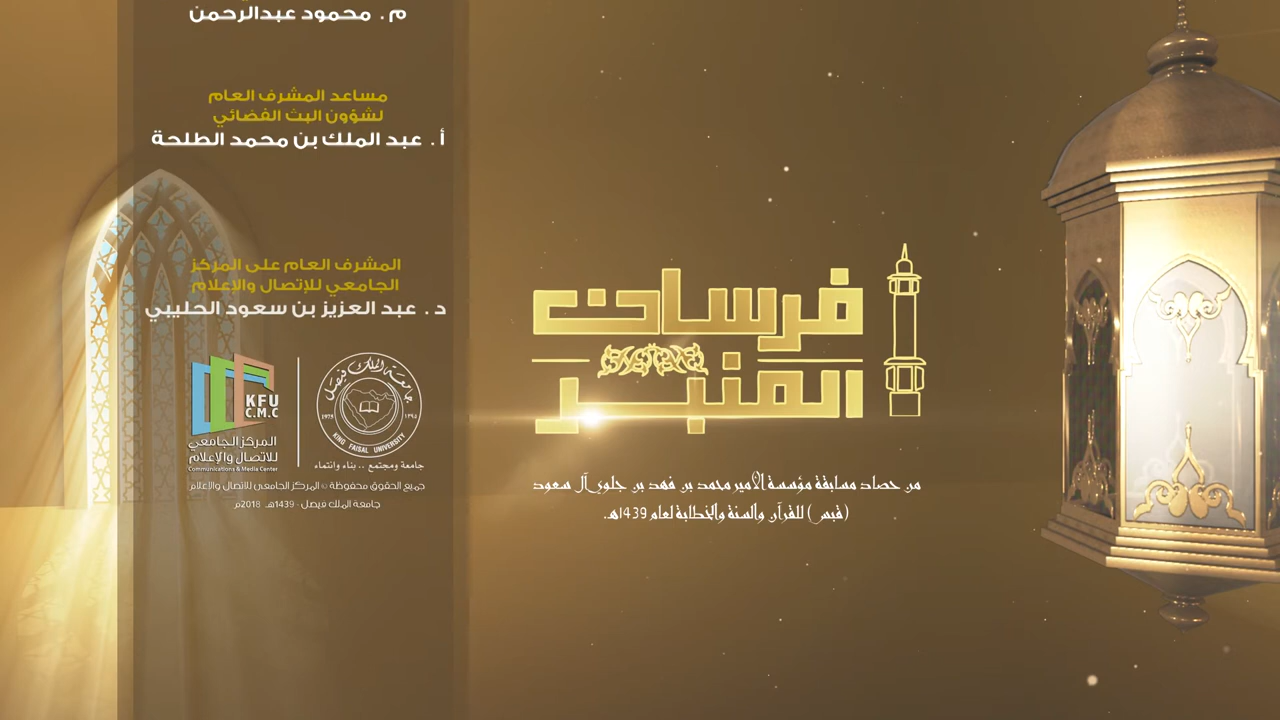 م . محمود عبدالرحمن
مساعد المشرف العام
لشؤون البث الفضائي
أ . عبد الملك بن محمد الطلحة
المشرف العام على المركز
الجامعي للإتصال والإعلام
د . عبد العزيز بن سعود الحليبي
جامعة الملك فيصل
1975 ١٣٩٥
KING FAISAL UNIVERSITY
جامعة ومجتمع .. بناء وانتماء
KFU
C.M.C
المركز الجامعي
للاتصال والإعلام
Communications & Media Center
جميع الحقوق محفوظة © المركز الجامعي للاتصال والإعلام
جامعة الملك فيصل - 1439هـ 2018م
فرسان
المنبر
من حصاد مسابقة مؤسسة الأمير محمد بن فهد بن جلوي آل سعود
(قبس) للقرآن والسنة والخطابة لعام 1439هـ.